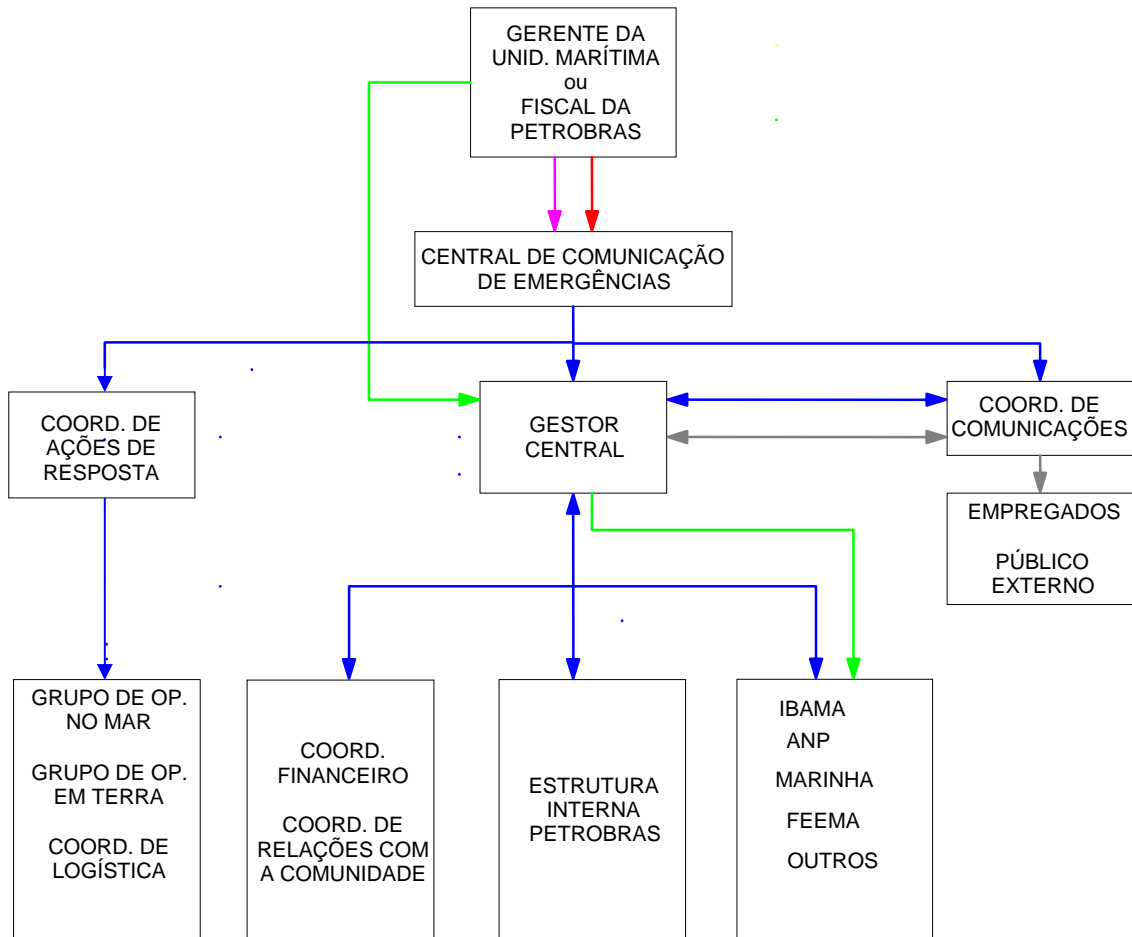 GERENTE DA
UNID. MARÍTIMA
ou
FISCAL DA
PETROBRAS
CENTRAL DE COMUNICAÇÃO
DE EMERGÊNCIAS
COORD. DE
AÇÕES DE
RESPOSTA
GESTOR
CENTRAL
COORD. DE
COMUNICAÇÕES
EMPREGADOS
PÚBLICO
EXTERNO
GRUPO DE OP.
NO MAR
GRUPO DE OP.
EM TERRA
COORD. DE
LOGÍSTICA
COORD.
FINANCEIRO
COORD. DE
RELAÇÕES COM
A COMUNIDADE
ESTRUTURA
INTERNA
PETROBRAS
IBAMA
ANP
MARINHA
FEEMA
OUTROS